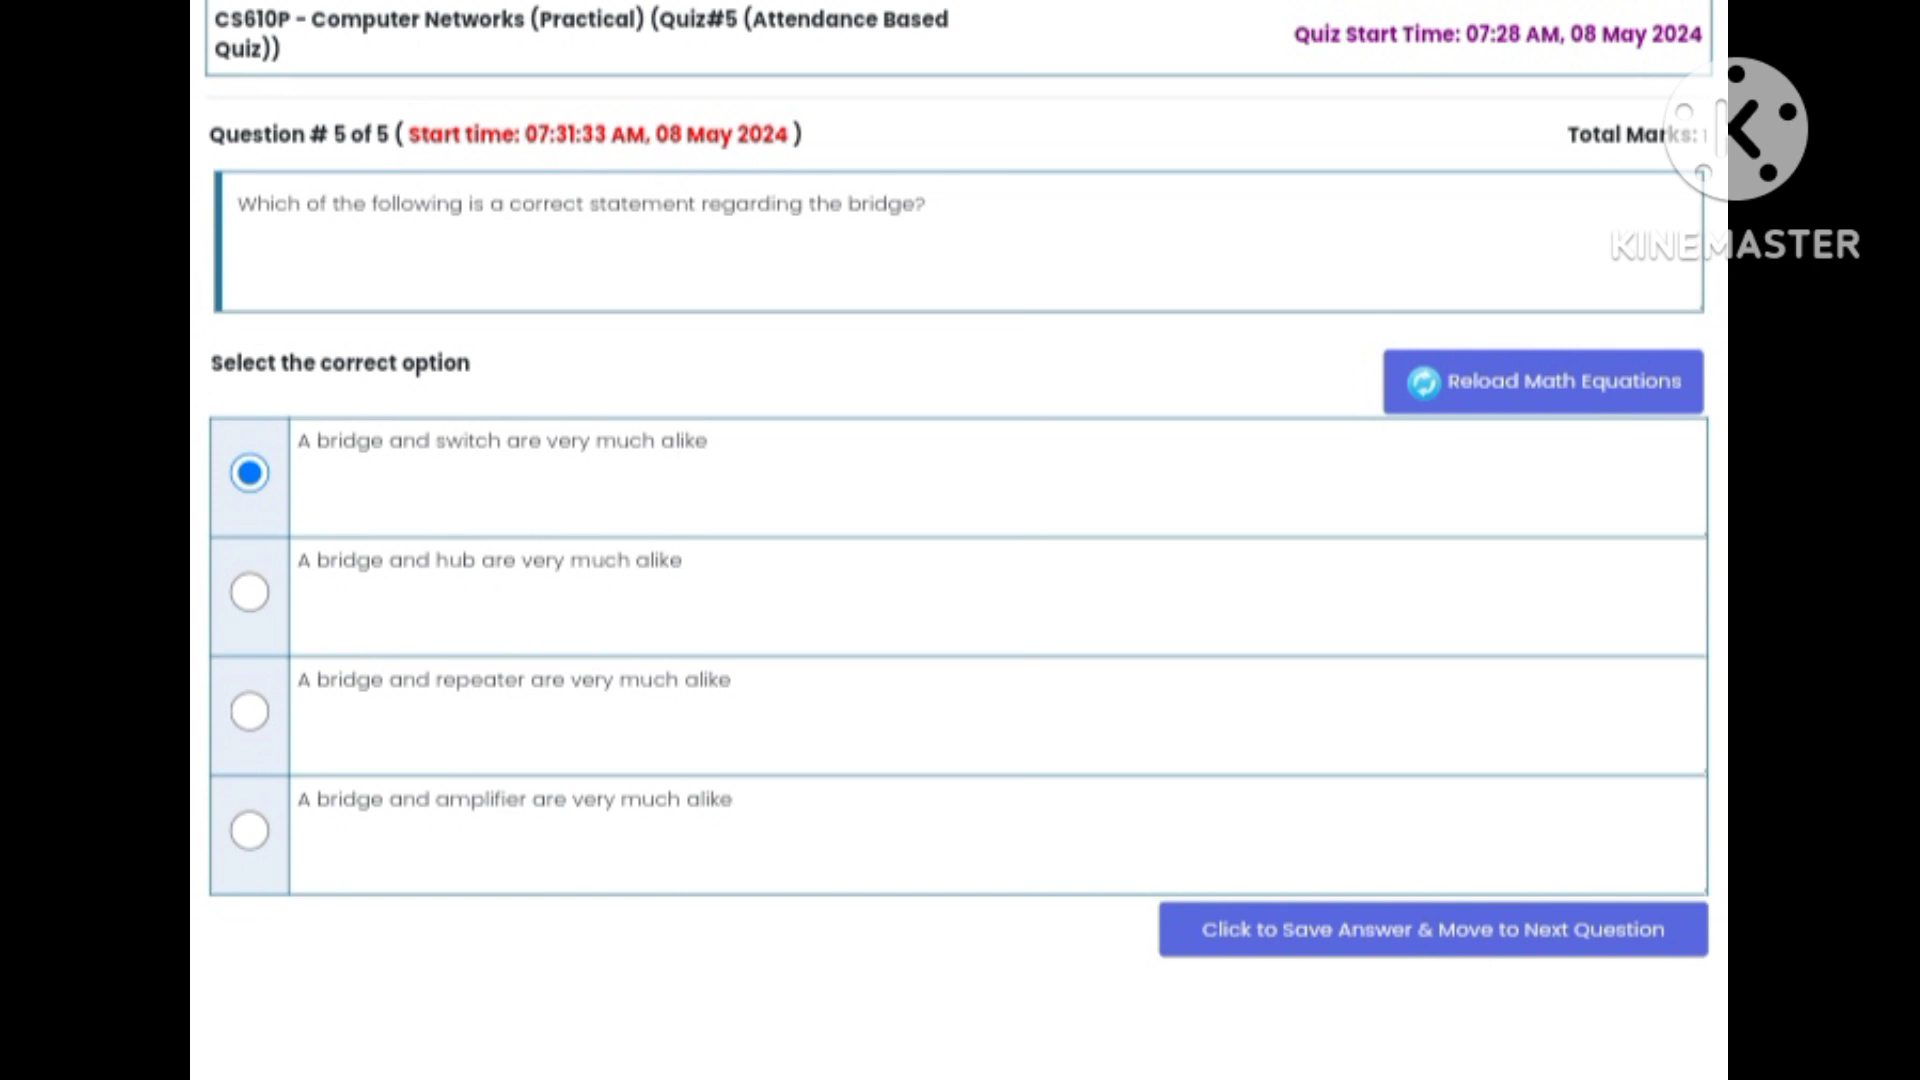 CS610P - Computer Networks (Practical) (Quiz#5 (Attendance Based
Quiz))
Quiz Start Time: 07:28 AM, 08 May 2024
Question # 5 of 5 ( Start time: 07:31:33 AM, 08 May 2024 )
Total Marks:
K
KINEMASTER
Which of the following is a correct statement regarding the bridge?
Select the correct option
Reload Math Equations
A bridge and switch are very much alike
A bridge and hub are very much alike
A bridge and repeater are very much alike
A bridge and amplifier are very much alike
Click to Save Answer & Move to Next Question